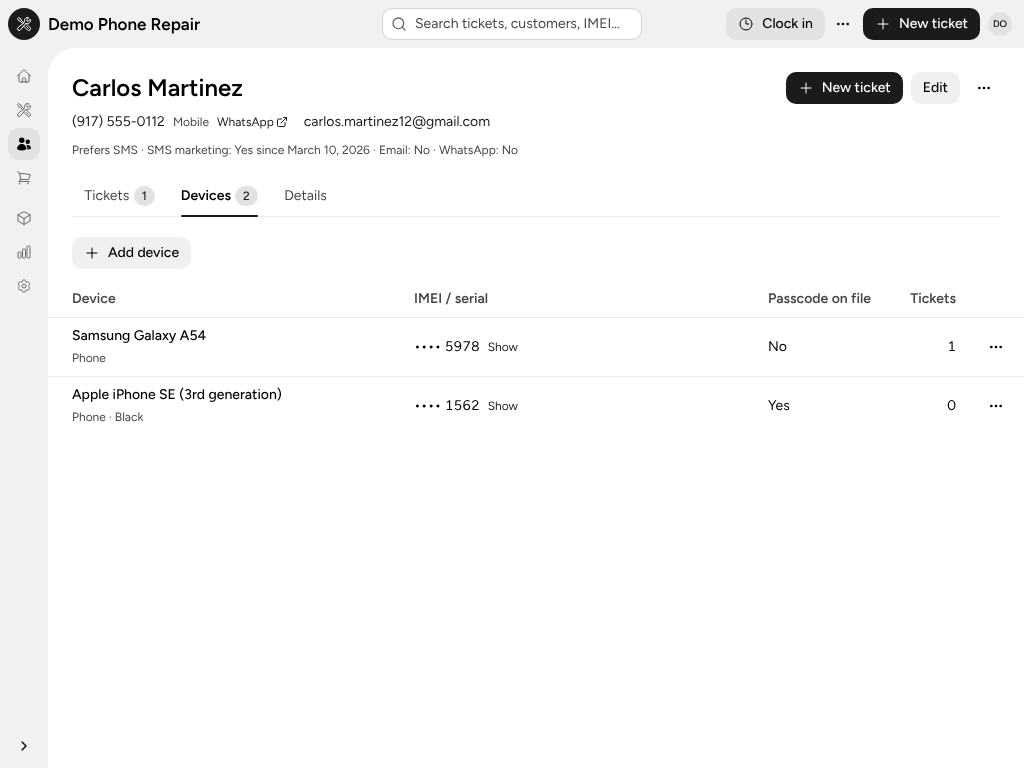 Demo Phone Repair
Search tickets, customers, IMEI...
Clock in
New ticket
DO
Carlos Martinez
New ticket
Edit
(917) 555-0112 Mobile WhatsApp carlos.martinez12@gmail.com
Prefers SMS · SMS marketing: Yes since March 10, 2026 · Email: No · WhatsApp: No
Tickets 1 Devices 2 Details
Add device
Device IMEI / serial Passcode on file Tickets
Samsung Galaxy A54
Phone
•••• 5978 Show No 1
Apple iPhone SE (3rd generation)
Phone · Black
•••• 1562 Show Yes 0